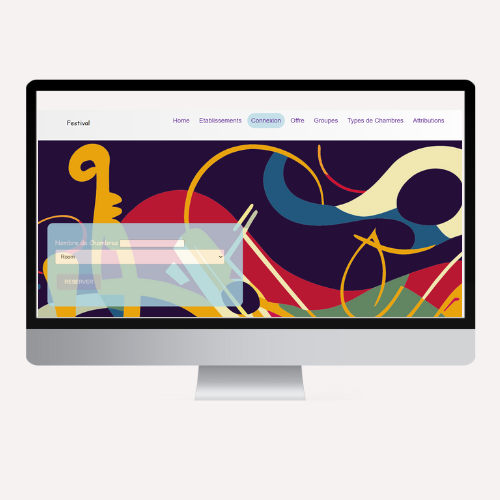 Festival
Home Etablissements Connexion Offre Groupes Types de Chambres Attributions
Nombre de Chambres
Room
RESERVER